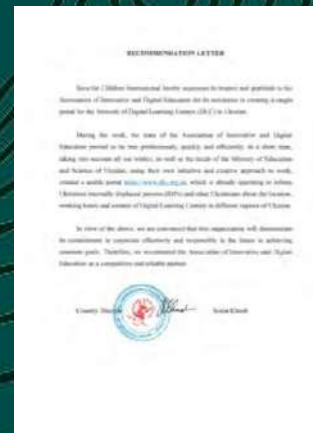 RECOMMENDATION LETTER
Save the Children International hereby expresses its respect and gratitude to the
Association of Innovative and Digital Education for its assistance in creating a single
portal for the Network of Digital Learning Centers (DLC) in Ukraine.
During the work, the team of the Association of Innovative and Digital
Education proved to be true professionals, quickly and efficiently, in a short time,
taking into account all our wishes, as well as the needs of the Ministry of Education
and Science of Ukraine, using their own initiative and creative approach to work,
created a usable portal which is already operating to inform
Ukrainian internally displaced persons (IDPs) and other Ukrainians about the location,
working hours and contacts of Digital Learning Centers in different regions of Ukraine.
In view of the above, we are convinced that this organization will demonstrate
its commitment to cooperate effectively and responsibly in the future in achieving
common goals. Therefore, we recommend the Association of Innovative and Digital
Education as a competitive and reliable partner.
Country Director